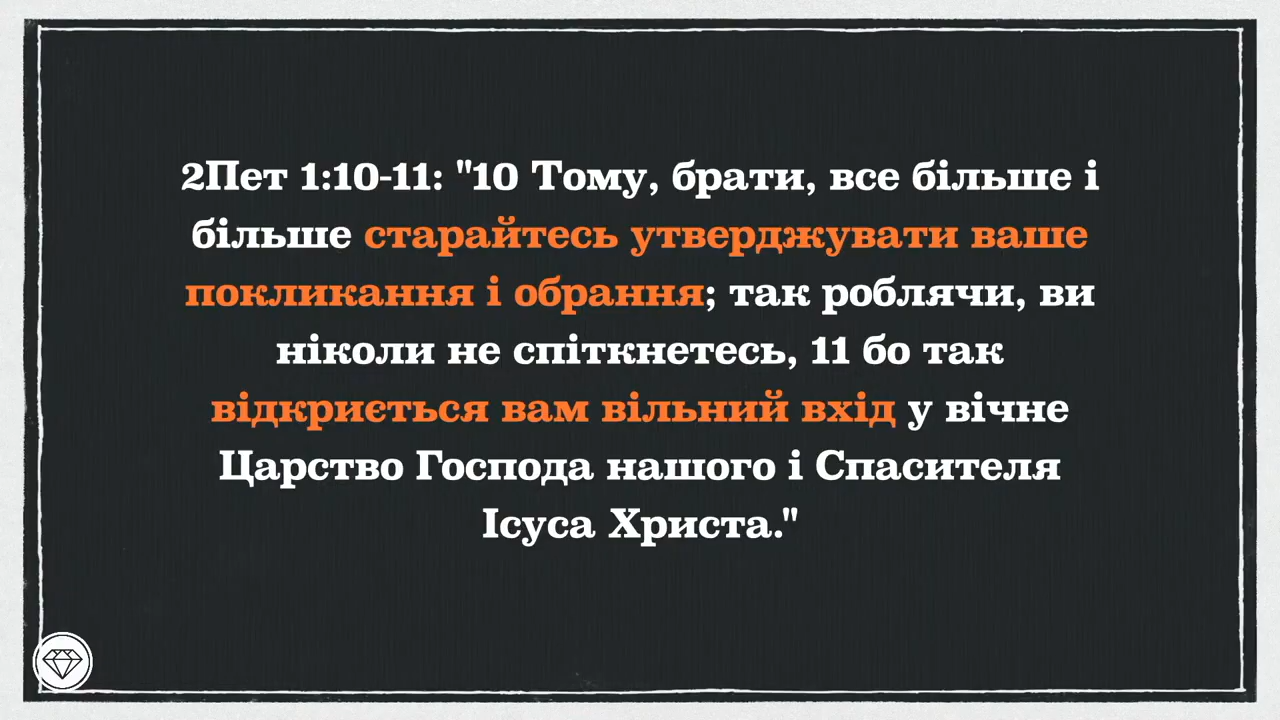 2Пет 1:10-11: "10 Тому, брати, все більше і
більше старайтесь утверджувати ваше
покликання і обрання; так роблячи, ви
ніколи не спіткнетесь, 11 бо так
відкриється вам вільний вхід у вічне
Царство Господа нашого і Спасителя
Ісуса Христа."